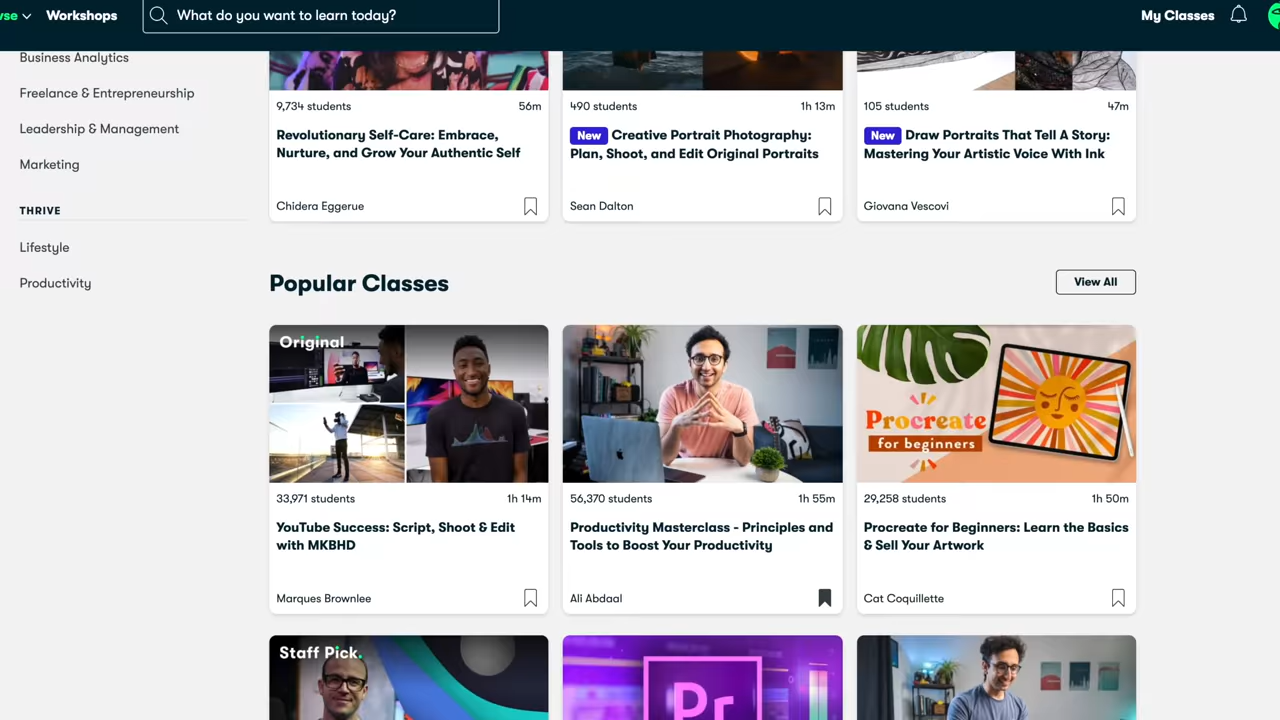 se
Workshops
What do you want to learn today?
My Classes
Business Analytics
Freelance & Entrepreneurship
Leadership & Management
Marketing
THRIVE
Lifestyle
Productivity
9,734 students
56m
Revolutionary Self-Care: Embrace,
Nurture, and Grow Your Authentic Self
Chidera Eggerue
490 students
1h 13m
New Creative Portrait Photography:
Plan, Shoot, and Edit Original Portraits
Sean Dalton
105 students
47m
New Draw Portraits That Tell A Story:
Mastering Your Artistic Voice With Ink
Giovana Vescovi
Popular Classes
View All
Original
33,971 students
1h 14m
YouTube Success: Script, Shoot & Edit
with MKBHD
Marques Brownlee
56,370 students
1h 55m
Productivity Masterclass - Principles and
Tools to Boost Your Productivity
Ali Abdaal
Procreate
for beginners
29,258 students
1h 50m
Procreate for Beginners: Learn the Basics
& Sell Your Artwork
Cat Coquillette
Staff Pick.
Pr